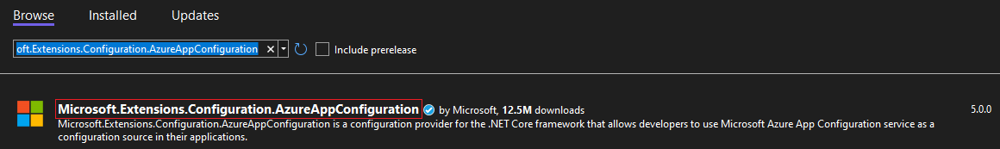 Browse Installed Updates
oft.Extensions.Configuration.AzureAppConfiguration Include prerelease
Microsoft.Extensions.Configuration.AzureAppConfiguration by Microsoft, 12.5M downloads 5.0.0
Microsoft.Extensions.Configuration.AzureAppConfiguration is a configuration provider for the .NET Core framework that allows developers to use Microsoft Azure App Configuration service as a
configuration source in their applications.